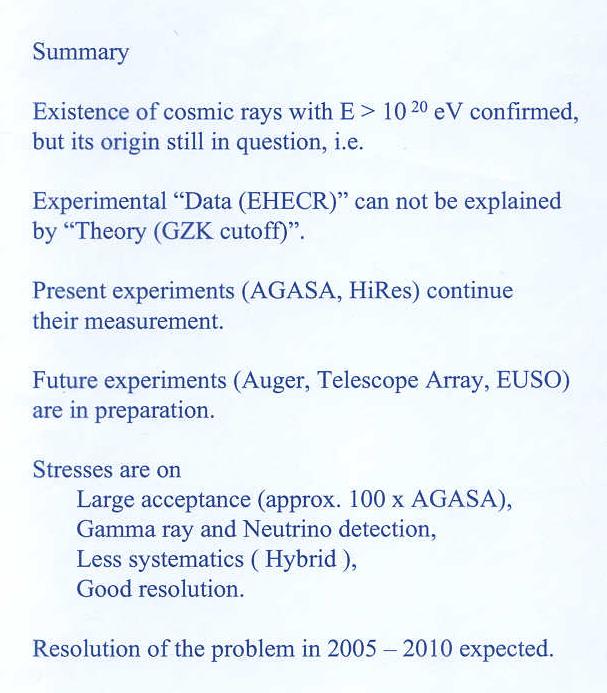 Summary
Existence of cosmic rays with E > 10 20 eV confirmed,
but its origin still in question, i.e.
Experimental “Data (EHECR)” can not be explained
by “Theory (GZK cutoff)”.
Present experiments (AGASA, HiRes) continue
their measurement.
Future experiments (Auger, Telescope Array, EUSO)
are in preparation.
Stresses are on
Large acceptance (approx. 100 x AGASA),
Gamma ray and Neutrino detection,
Less systematics ( Hybrid ),
Good resolution.
Resolution of the problem in 2005 – 2010 expected.